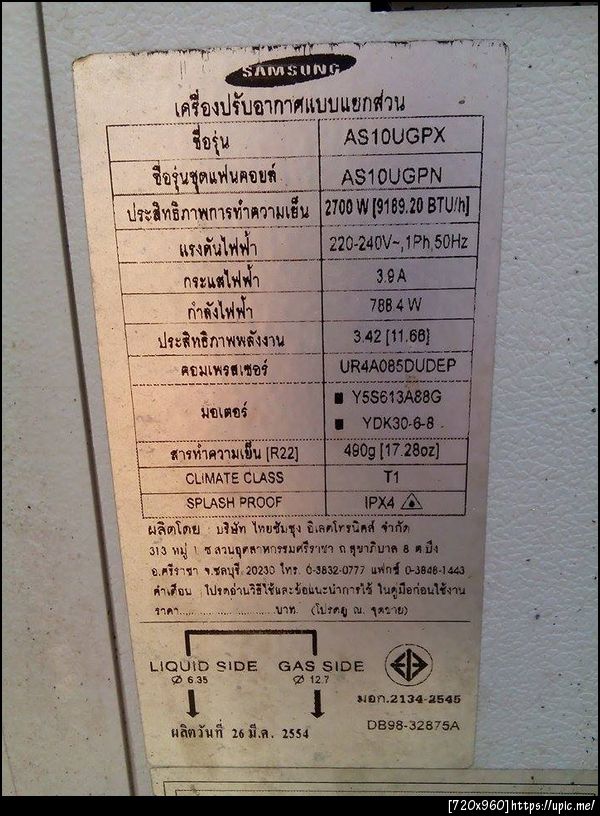 SAMSUNG
เครื่องปรับอากาศแบบแยกส่วน
ชื่อรุ่น AS10UGPX
ชื่อรุ่นชุดแฟนคอยล์ AS10UGPN
ประสิทธิภาพการทำความเย็น 2700 W [9189.20 BTU/h]
แรงดันไฟฟ้า 220-240V~,1Ph,50Hz
กระแสไฟฟ้า 3.9 A
กำลังไฟฟ้า 788.4 W
ประสิทธิภาพพลังงาน 3.42 [11.66]
คอมเพรสเซอร์ UR4A085DUDEP
มอเตอร์ ■ Y5S613A88G
■ YDK30-6-8
สารทำความเย็น [R22] 490g [17.28oz]
CLIMATE CLASS T1
SPLASH PROOF IPX4
ผลิตโดย : บริษัท ไทยซัมซุง อิเลคโทรนิคส์ จำกัด
313 หมู่ 1 ซ.สวนอุตสาหกรรมศรีราชา ถ.สุขาภิบาล 8 ต.บึง
อ.ศรีราชา จ.ชลบุรี 20230 โทร. 0-3832-0777 แฟกซ์ 0-3848-1443
คำเตือน : โปรดอ่านวิธีใช้และข้อแนะนำการใช้ ในคู่มือก่อนใช้งาน
ราคา........................บาท. (โปรดดู ณ. จุดขาย)
LIQUID SIDE GAS SIDE
Ø 6.35 Ø 12.7
มอก.2134-2545
ผลิตวันที่ 26 มี.ค. 2554
DB98-32875A
[720x960]https://upic.me/